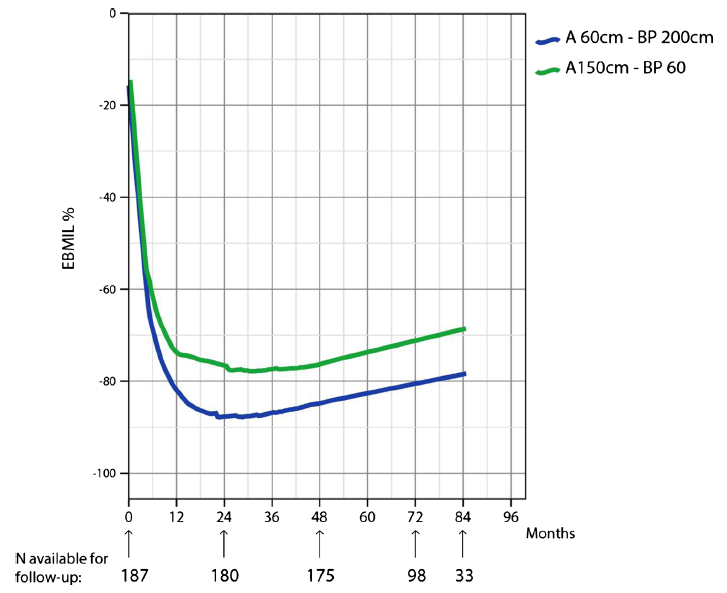 A 60cm - BP 200cm
A150cm - BP 60
EBMIL %
0
-20
-40
-60
-80
-100
0 12 24 36 48 60 72 84 96
Months
N available for
follow-up: 187 180 175 98 33